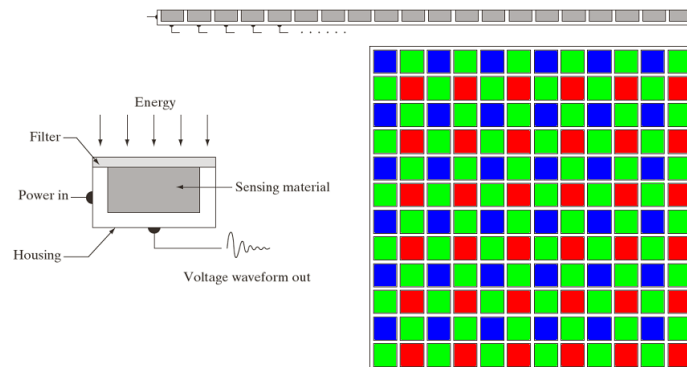 Energy
Filter
Power in
Sensing material
Housing
Voltage waveform out